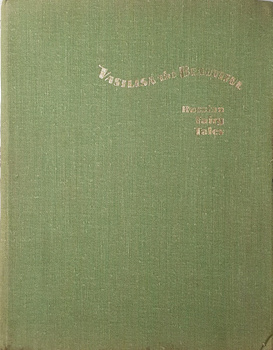 VASILISA the BEAUTIFUL
Russian
Fairy
Tales